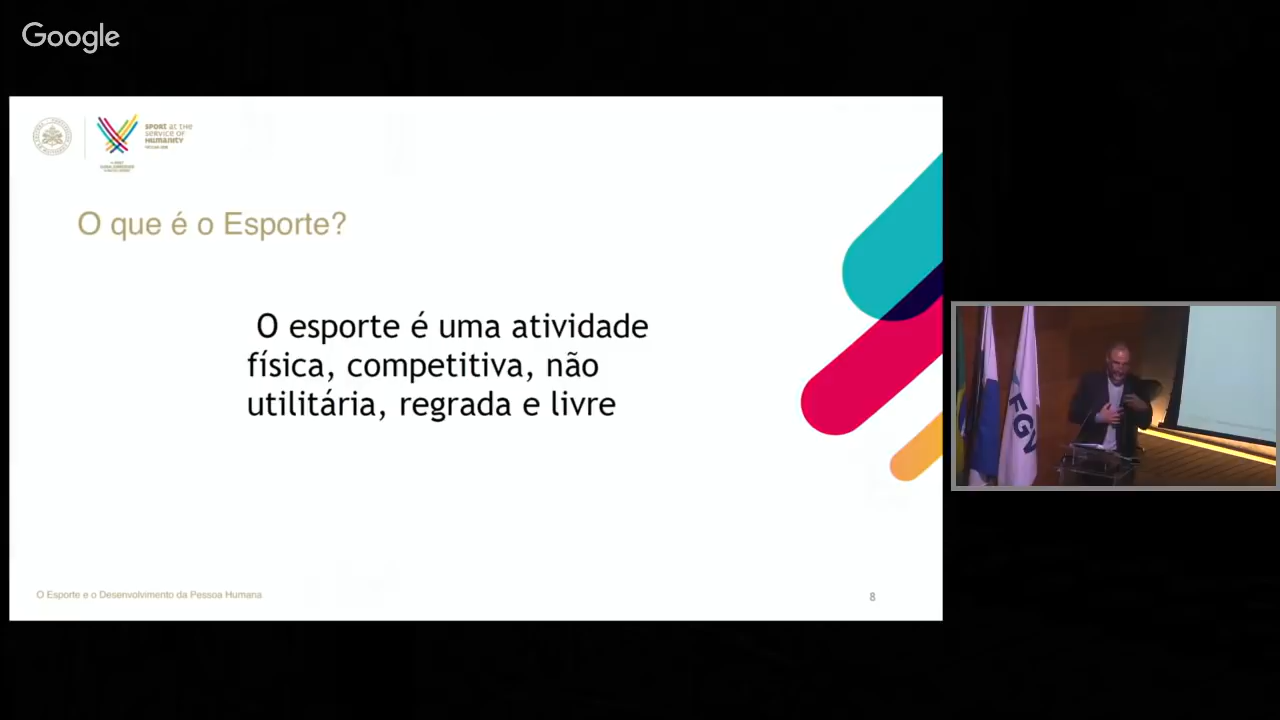 Google
SPORT at THE
SERVICE OF
HUMANITY
O que é o Esporte?
O esporte é uma atividade
física, competitiva, não
utilitária, regrada e livre
FGV
O Esporte e o Desenvolvimento da Pessoa Humana
8